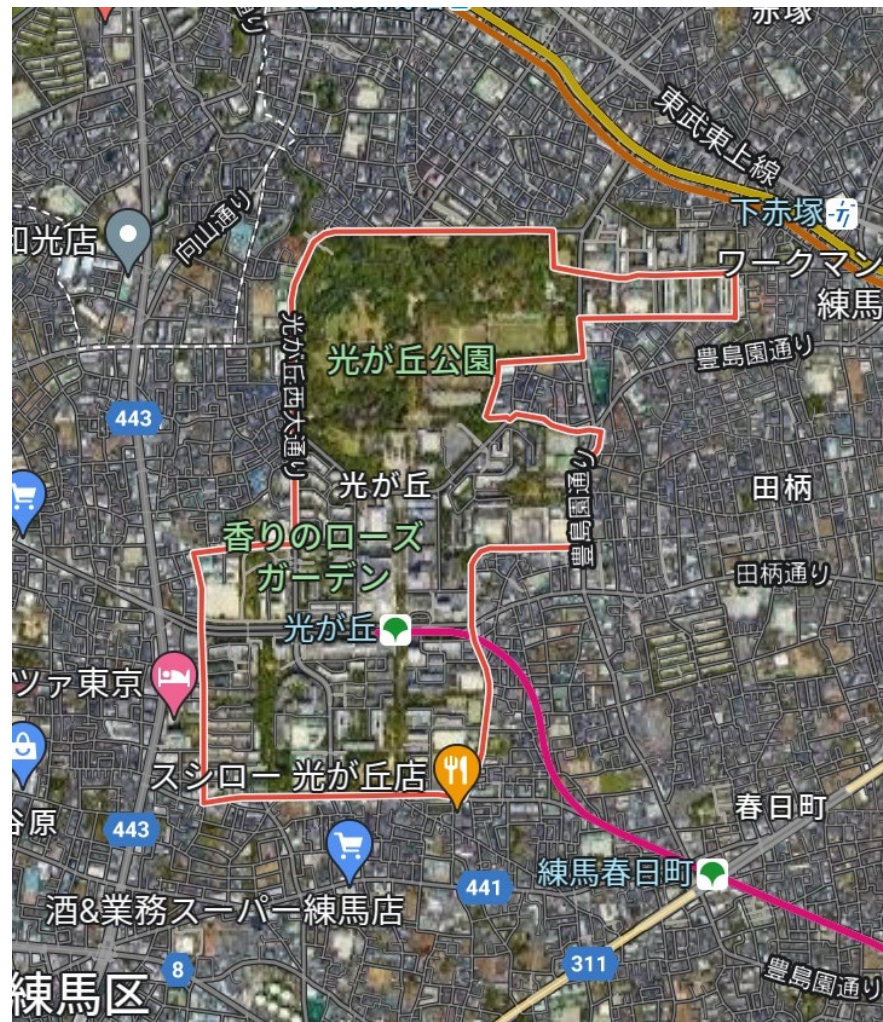 赤塚
東武東上線
下赤塚
ワークマン
練馬
和光店
向山通り
光が丘西大通り
光が丘公園
豊島園通り
443
光が丘
豊島園通り
田柄
香りのローズ
ガーデン
田柄通り
光が丘
ツァ東京
スシロー 光が丘店
春日町
谷原
443
練馬春日町
441
酒&業務スーパー練馬店
8
311
豊島園通り
練馬区